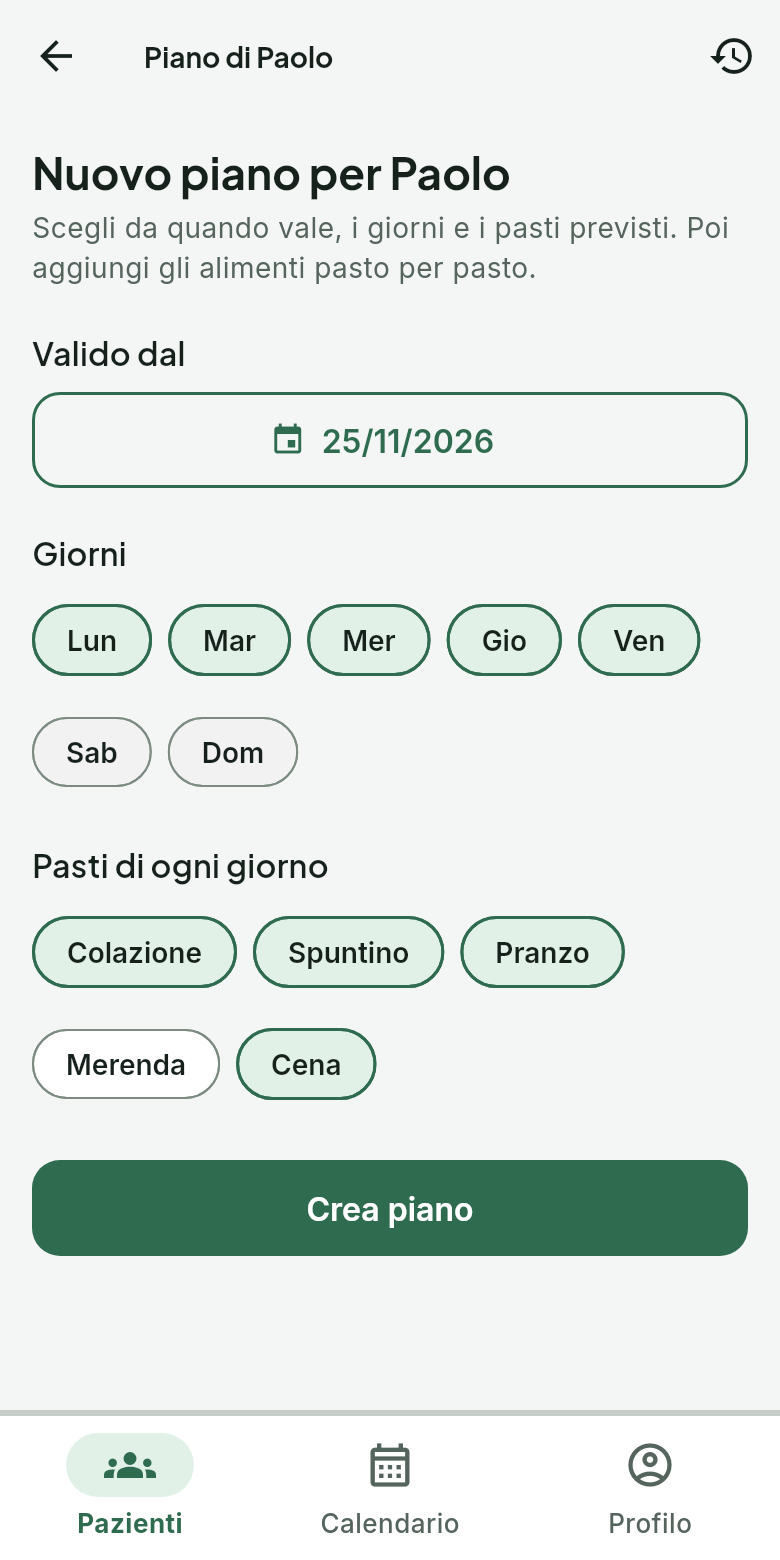 Piano di Paolo
Nuovo piano per Paolo
Scegli da quando vale, i giorni e i pasti previsti. Poi
aggiungi gli alimenti pasto per pasto.
Valido dal
25/11/2026
Giorni
Lun Mar Mer Gio Ven
Sab Dom
Pasti di ogni giorno
Colazione Spuntino Pranzo
Merenda Cena
Crea piano
Pazienti Calendario Profilo